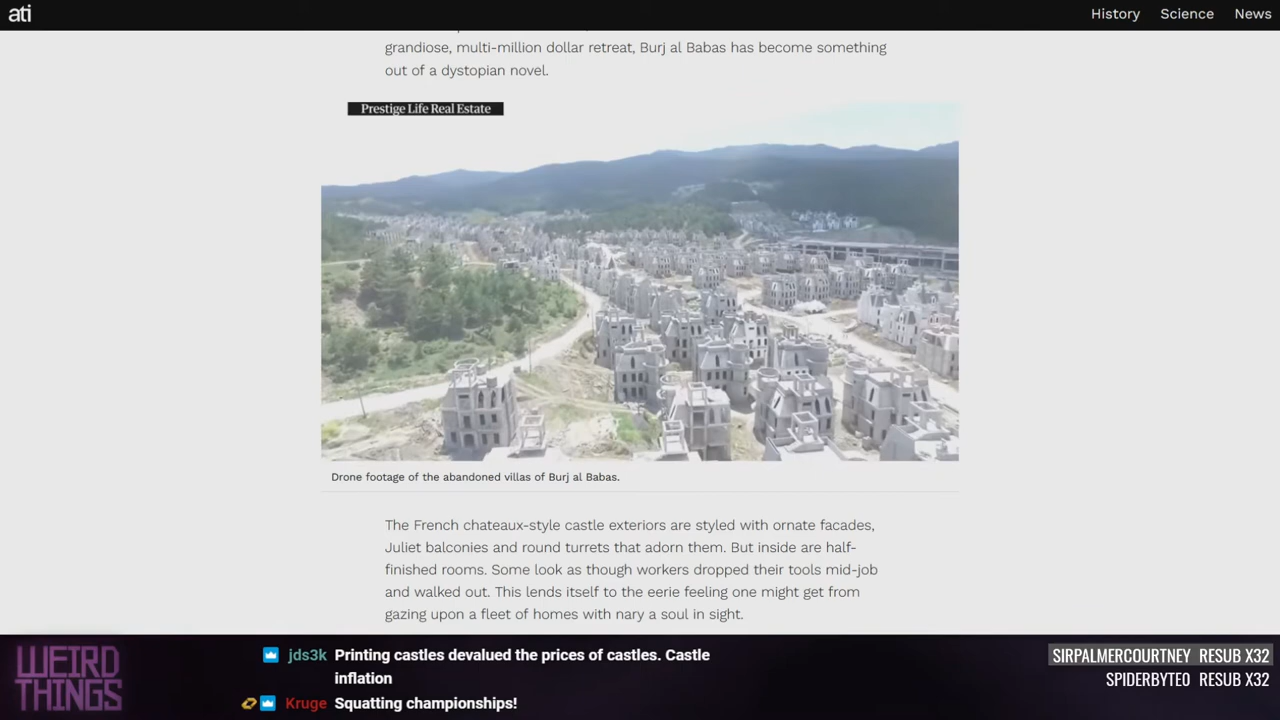 ati
History Science News
grandiose, multi-million dollar retreat, Burj al Babas has become something
out of a dystopian novel.
Prestige Life Real Estate
Drone footage of the abandoned villas of Burj al Babas.
The French chateaux-style castle exteriors are styled with ornate facades,
Juliet balconies and round turrets that adorn them. But inside are half-
finished rooms. Some look as though workers dropped their tools mid-job
and walked out. This lends itself to the eerie feeling one might get from
gazing upon a fleet of homes with nary a soul in sight.
WEIRD
THINGS
jds3k Printing castles devalued the prices of castles. Castle
inflation
Kruge Squatting championships!
SIRPALMERCOURTNEY RESUB X32
SPIDERBYTE0 RESUB X32